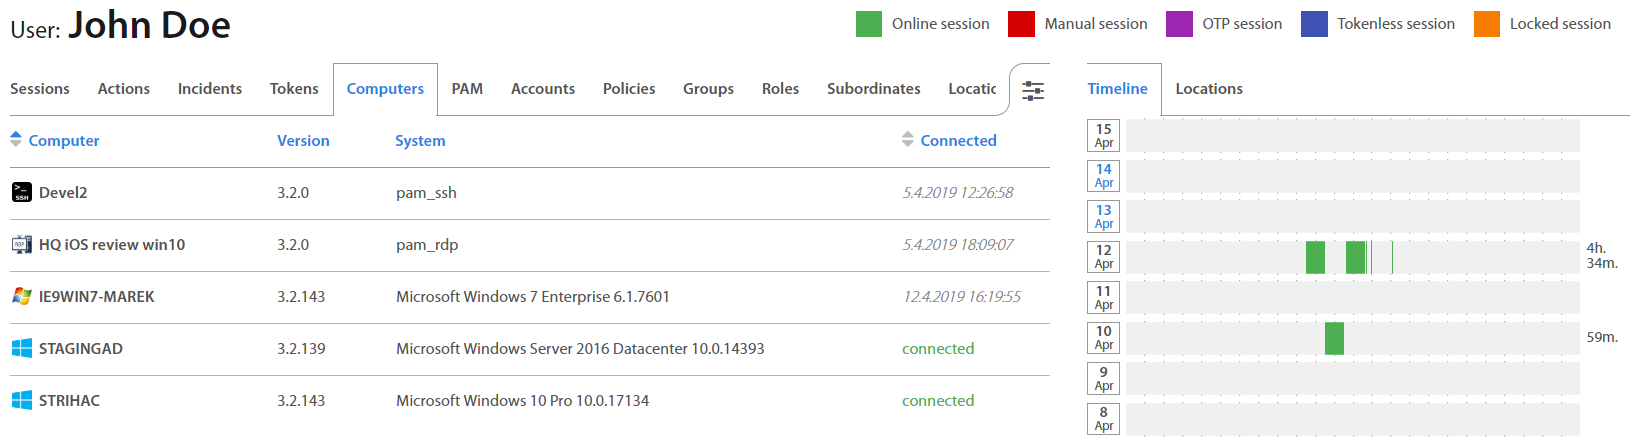 User: John Doe
Online session Manual session OTP session Tokenless session Locked session
Sessions Actions Incidents Tokens Computers PAM Accounts Policies Groups Roles Subordinates Locatic
Timeline Locations
Computer Version System Connected
>_ SSH Devel2 3.2.0 pam_ssh 5.4.2019 12:26:58
RDP HQ iOS review win10 3.2.0 pam_rdp 5.4.2019 18:09:07
IE9WIN7-MAREK 3.2.143 Microsoft Windows 7 Enterprise 6.1.7601 12.4.2019 16:19:55
STAGINGAD 3.2.139 Microsoft Windows Server 2016 Datacenter 10.0.14393 connected
STRIHAC 3.2.143 Microsoft Windows 10 Pro 10.0.17134 connected
15
Apr
14
Apr
13
Apr
12
Apr
4h.
34m.
11
Apr
10
Apr
59m.
9
Apr
8
Apr